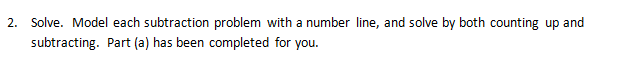 2. Solve. Model each subtraction problem with a number line, and solve by both counting up and
subtracting. Part (a) has been completed for you.